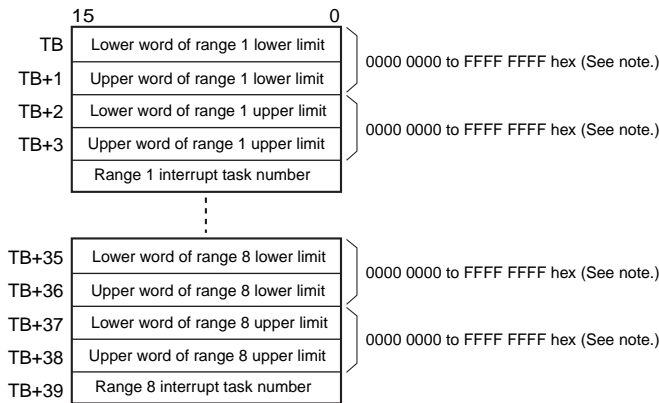 15 0
TB Lower word of range 1 lower limit
0000 0000 to FFFF FFFF hex (See note.)
TB+1 Upper word of range 1 lower limit
TB+2 Lower word of range 1 upper limit
0000 0000 to FFFF FFFF hex (See note.)
TB+3 Upper word of range 1 upper limit
Range 1 interrupt task number
TB+35 Lower word of range 8 lower limit
0000 0000 to FFFF FFFF hex (See note.)
TB+36 Upper word of range 8 lower limit
TB+37 Lower word of range 8 upper limit
0000 0000 to FFFF FFFF hex (See note.)
TB+38 Upper word of range 8 upper limit
TB+39 Range 8 interrupt task number